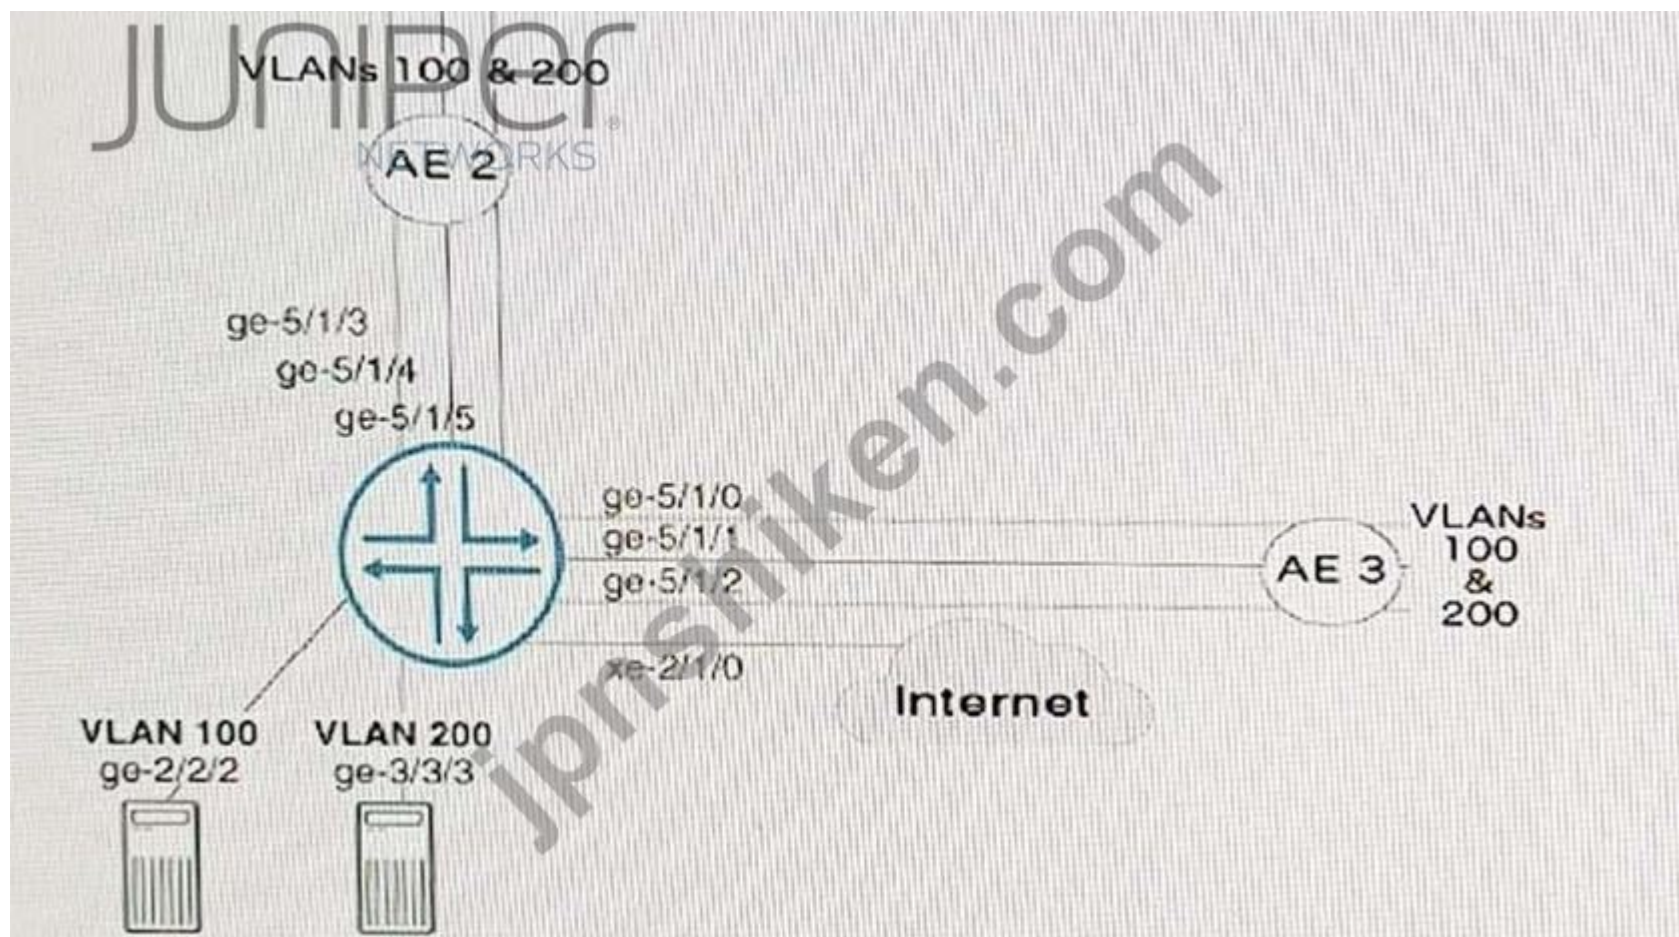 JUNIPER
NETWORKS
VLANs 100 & 200
AE 2
ge-5/1/3
ge-5/1/4
ge-5/1/5
ge-5/1/0
ge-5/1/1
ge-5/1/2
xe-2/1/0
AE 3
VLANs
100
&
200
Internet
VLAN 100
ge-2/2/2
VLAN 200
ge-3/3/3
jpnshiken.com